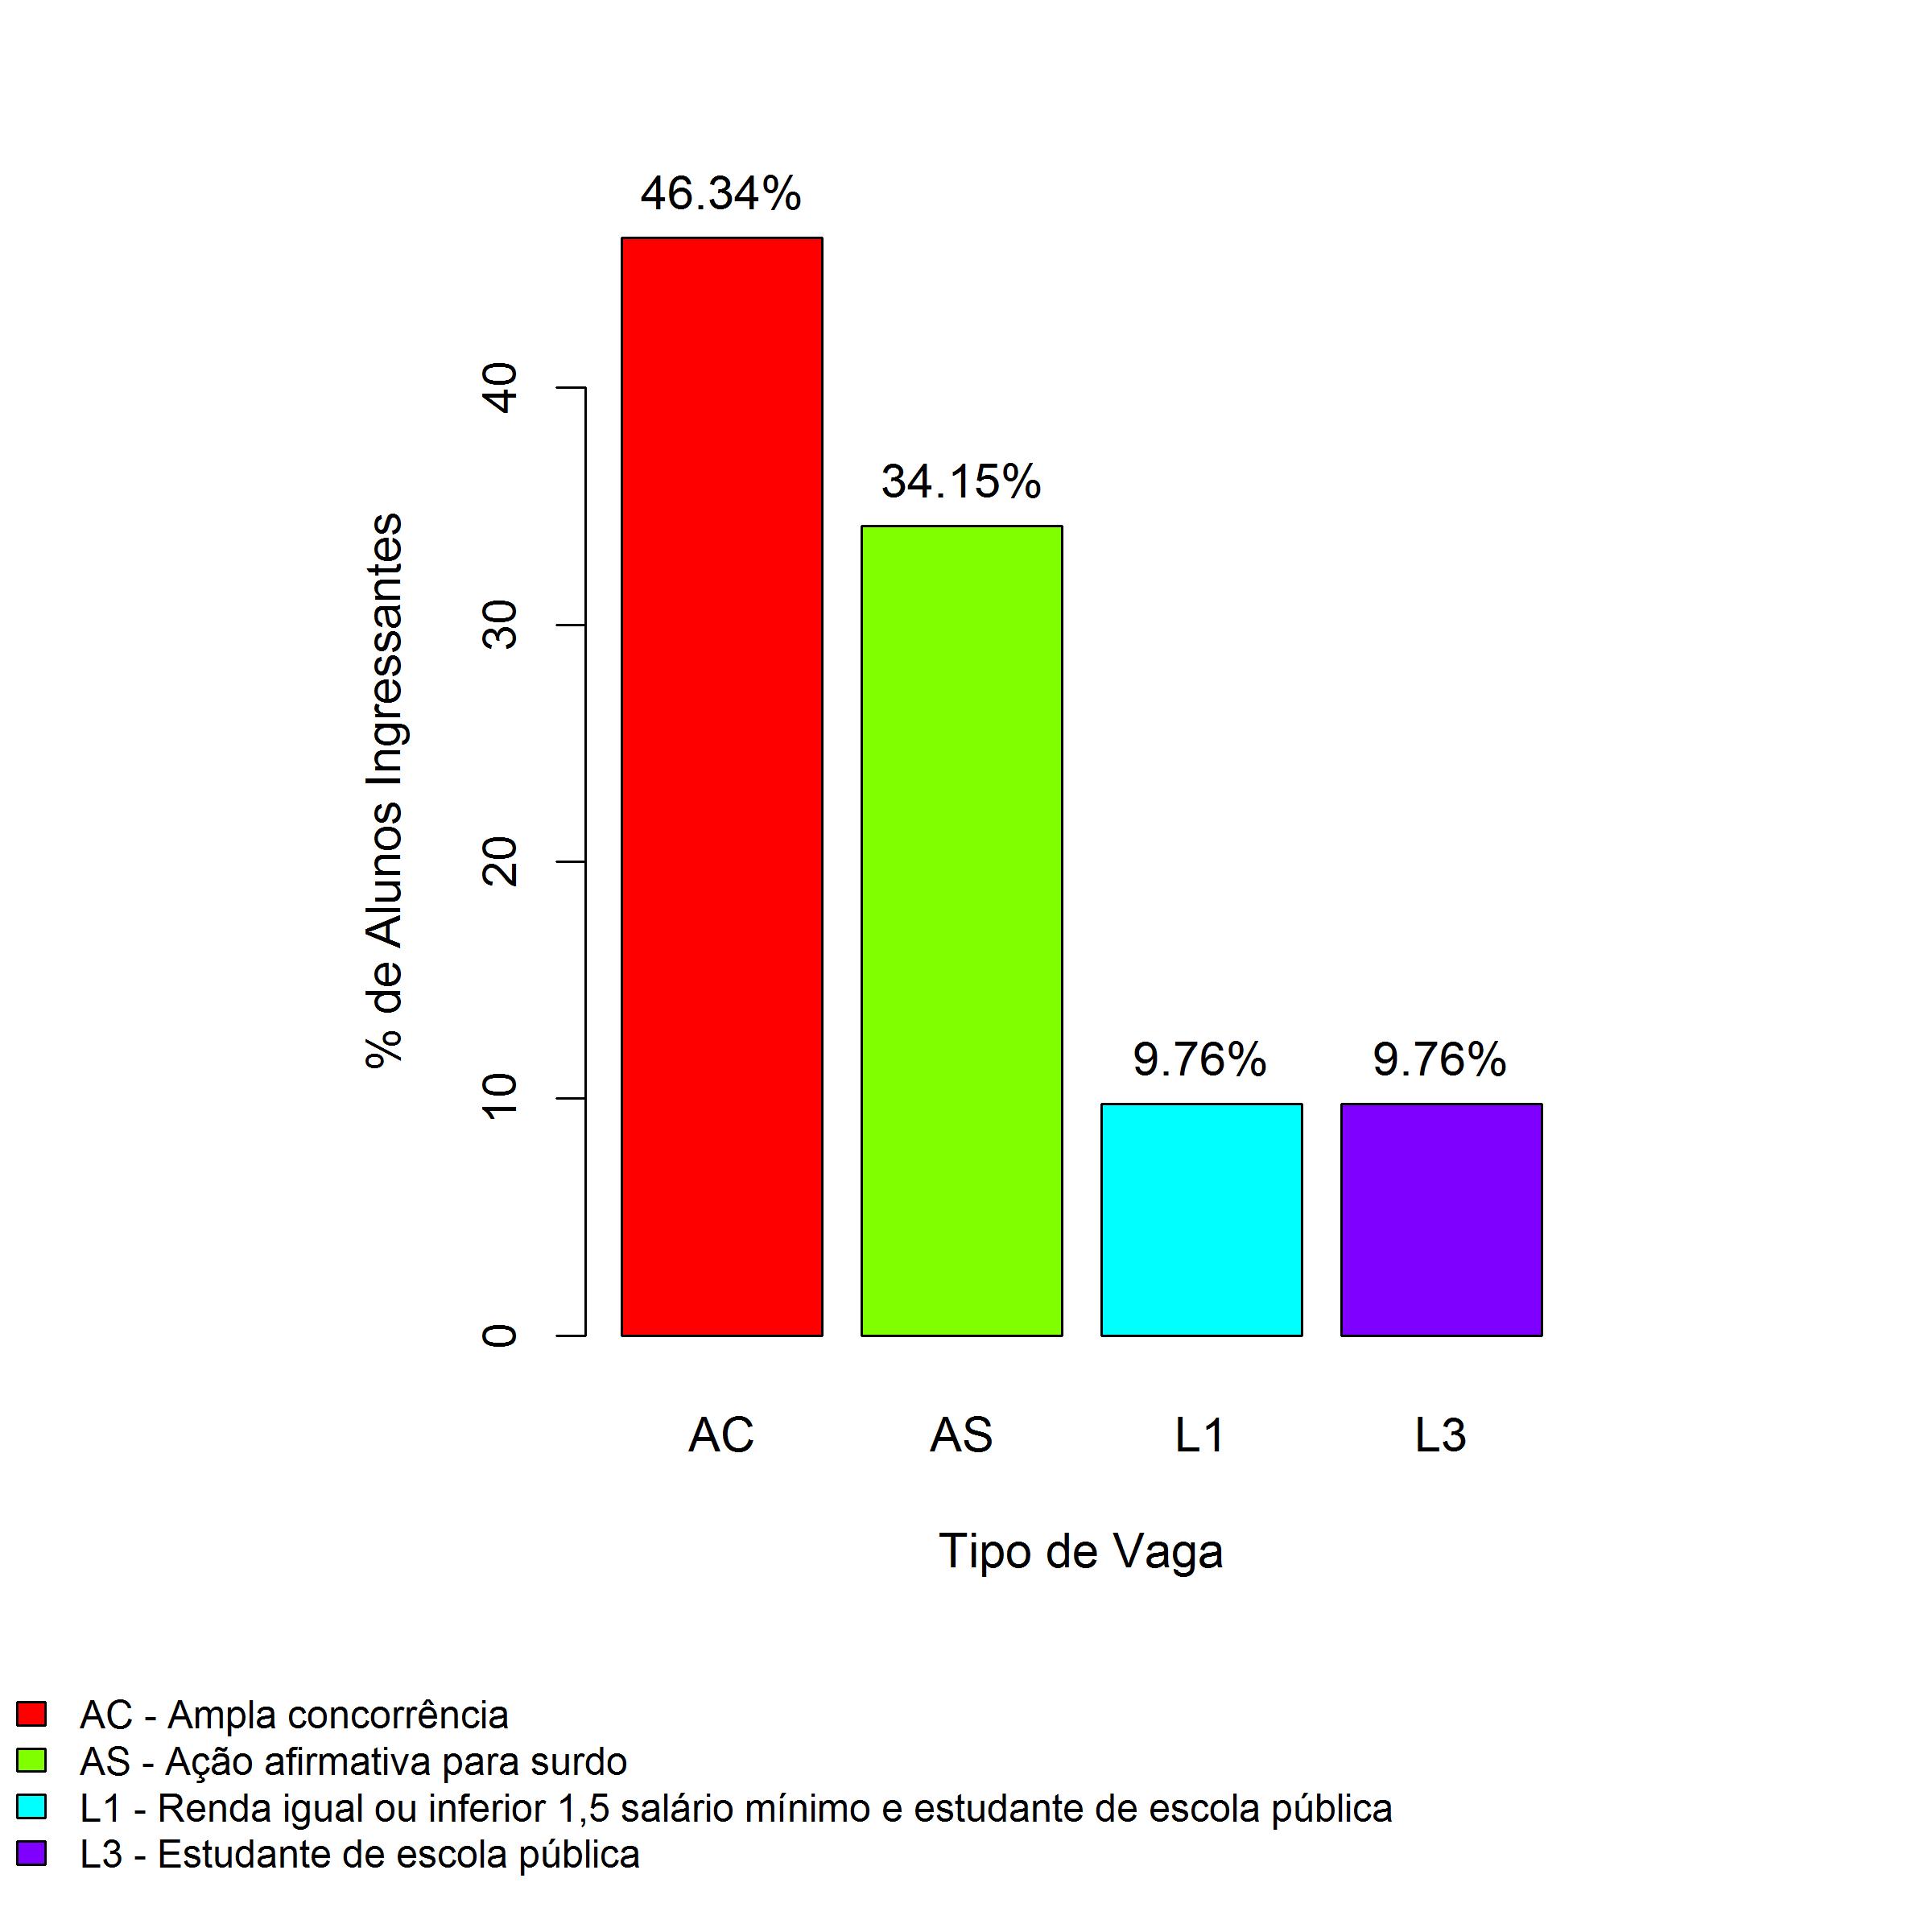 46.34%
34.15%
9.76%
9.76%
40
30
20
10
0
% de Alunos Ingressantes
AC
AS
L1
L3
Tipo de Vaga
AC - Ampla concorrência
AS - Ação afirmativa para surdo
L1 - Renda igual ou inferior 1,5 salário mínimo e estudante de escola pública
L3 - Estudante de escola pública